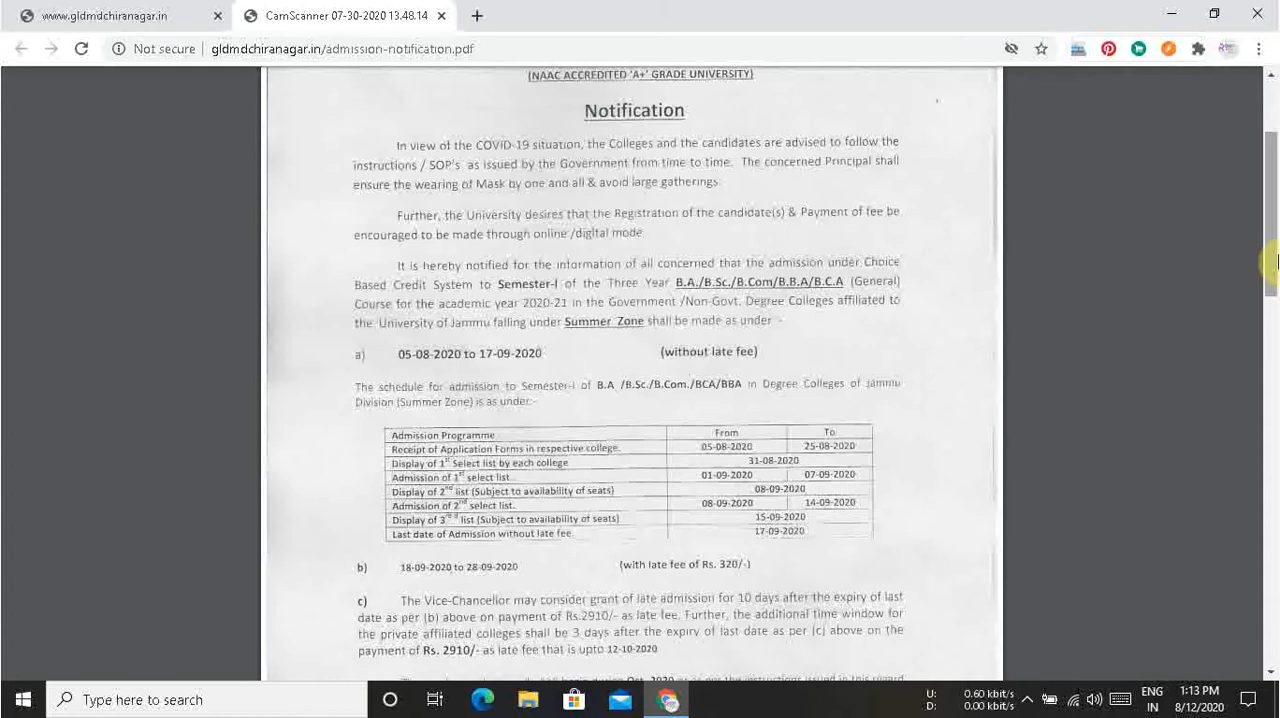 www.gldmdchiranagar.in
CamScanner 07-30-2020 13.48.14
Not secure | gldmdchiranagar.in/admission-notification.pdf
(NAAC ACCREDITED 'A+' GRADE UNIVERSITY)
Notification
In view of the COVID-19 situation, the Colleges and the candidates are advised to follow the
instructions / SOP's as issued by the Government from time to time. The concerned Principal shall
ensure the wearing of Mask by one and all & avoid large gatherings.
Further, the University desires that the Registration of the candidate(s) & Payment of fee be
encouraged to be made through online /digital mode
It is hereby notified for the information of all concerned that the admission under Choice
Based Credit System to Semester-I of the Three Year B.A./B.Sc./B.Com/B.B.A/B.C.A (General)
Course for the academic year 2020-21 in the Government /Non-Govt. Degree Colleges affiliated to
the University of Jammu falling under Summer Zone shall be made as under :-
a) 05-08-2020 to 17-09-2020 (without late fee)
The schedule for admission to Semester-I of B.A /B.Sc./B.Com./BCA/BBA in Degree Colleges of Jammu
Division (Summer Zone) is as under:-
Admission Programme From To
Receipt of Application Forms in respective college. 05-08-2020 25-08-2020
Display of 1st Select list by each college 31-08-2020
Admission of 1st select list 01-09-2020 07-09-2020
Display of 2nd list (Subject to availability of seats) 08-09-2020
Admission of 2nd select list. 08-09-2020 14-09-2020
Display of 3rd list (Subject to availability of seats) 15-09-2020
Last date of Admission without late fee 17-09-2020
b) 18-09-2020 to 28-09-2020 (with late fee of Rs. 320/-)
c) The Vice-Chancellor may consider grant of late admission for 10 days after the expiry of last
date as per (b) above on payment of Rs.2910/- as late fee. Further, the additional time window for
the private affiliated colleges shall be 3 days after the expiry of last date as per (c) above on the
payment of Rs. 2910/- as late fee that is upto 12-10-2020
Type here to search
U: 0.60 kbit/s
D: 0.00 kbit/s
ENG
IN
1:13 PM
8/12/2020